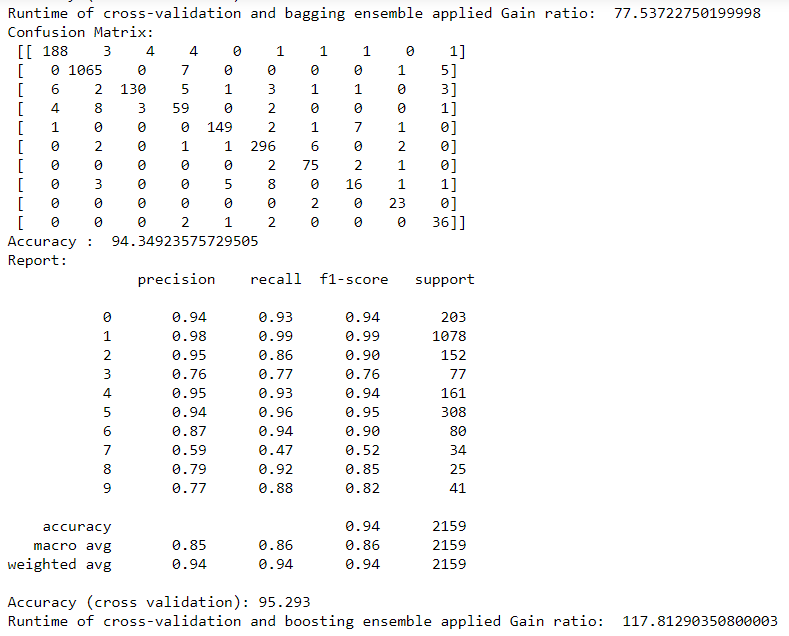 Runtime of cross-validation and bagging ensemble applied Gain ratio:  77.53722750199998
Confusion Matrix:
[[ 188    3    4    4    0    1    1    1    0    1]
[   0 1065    0    7    0    0    0    0    1    5]
[   6    2  130    5    1    3    1    1    0    3]
[   4    8    3   59    0    2    0    0    0    1]
[   1    0    0    0  149    2    1    7    1    0]
[   0    2    0    1    1  296    6    0    2    0]
[   0    0    0    0    0    2   75    2    1    0]
[   0    3    0    0    5    8    0   16    1    1]
[   0    0    0    0    0    0    2    0   23    0]
[   0    0    0    2    1    2    0    0    0   36]]
Accuracy :  94.34923575729505
Report:
precision    recall  f1-score   support
0       0.94      0.93      0.94       203
1       0.98      0.99      0.99      1078
2       0.95      0.86      0.90       152
3       0.76      0.77      0.76        77
4       0.95      0.93      0.94       161
5       0.94      0.96      0.95       308
6       0.87      0.94      0.90        80
7       0.59      0.47      0.52        34
8       0.79      0.92      0.85        25
9       0.77      0.88      0.82        41
accuracy                           0.94      2159
macro avg       0.85      0.86      0.86      2159
weighted avg       0.94      0.94      0.94      2159
Accuracy (cross validation): 95.293
Runtime of cross-validation and boosting ensemble applied Gain ratio:  117.81290350800003